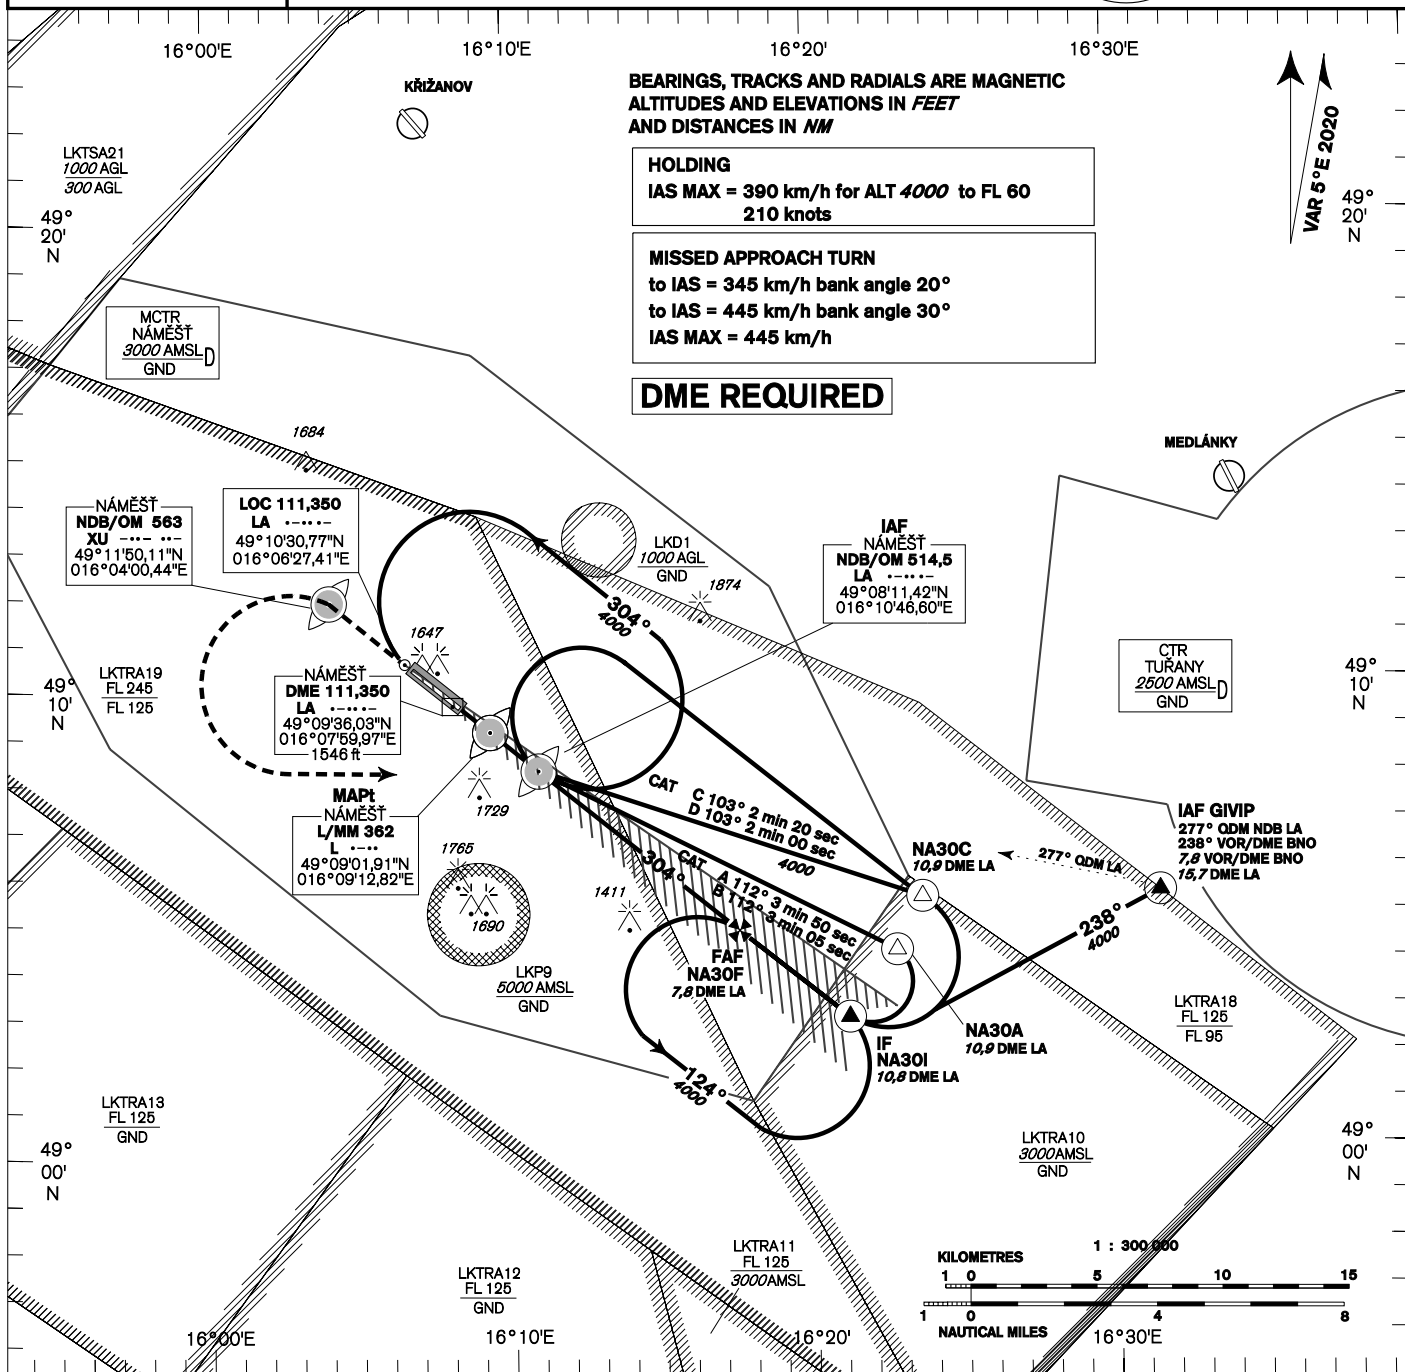 16°00'E
16°10'E
16°20'
16°30'E
KŘIŽANOV
BEARINGS, TRACKS AND RADIALS ARE MAGNETIC
ALTITUDES AND ELEVATIONS IN FEET
AND DISTANCES IN NM
VAR 5°E 2020
LKTSA21
1000 AGL
300 AGL
HOLDING
IAS MAX = 390 km/h for ALT 4000 to FL 60
210 knots
49°
20'
N
49°
20'
N
MISSED APPROACH TURN
to IAS = 345 km/h bank angle 20°
to IAS = 445 km/h bank angle 30°
IAS MAX = 445 km/h
MCTR
NÁMĚŠŤ
3000 AMSL D
GND
DME REQUIRED
1684
MEDLÁNKY
NÁMĚŠŤ
NDB/OM 563
XU -··- ··-
49°11'50,11"N
016°04'00,44"E
LOC 111,350
LA ·-·· ·-
49°10'30,77"N
016°06'27,41"E
LKD1
1000 AGL
GND
1874
IAF
NÁMĚŠŤ
NDB/OM 514,5
LA ·-·· ·-
49°08'11,42"N
016°10'46,60"E
304°
4000
1647
LKTRA19
FL 245
FL 125
49°
10'
N
NÁMĚŠŤ
DME 111,350
LA ·-·· ·-
49°09'36,03"N
016°07'59,97"E
1546 ft
CTR
TUŘANY
2500 AMSL D
GND
49°
10'
N
MAPt
NÁMĚŠŤ
L/MM 362
L ·-··
49°09'01,91"N
016°09'12,82"E
1729
CAT
C 103° 2 min 20 sec
D 103° 2 min 00 sec
4000
IAF GIVIP
277° QDM NDB LA
238° VOR/DME BNO
7,8 VOR/DME BNO
15,7 DME LA
277° QDM LA
NA30C
10,9 DME LA
1765
1690
1411
304°
CAT
A 112° 3 min 50 sec
B 112° 3 min 05 sec
238°
4000
FAF
NA30F
7,8 DME LA
LKP9
5000 AMSL
GND
LKTRA18
FL 125
FL 95
NA30A
10,9 DME LA
IF
NA30I
10,8 DME LA
124°
4000
LKTRA13
FL 125
GND
49°
00'
N
LKTRA10
3000AMSL
GND
49°
00'
N
LKTRA12
FL 125
GND
LKTRA11
FL 125
3000AMSL
1 : 300 000
KILOMETRES
1 0 5 10 15
1 0 4 8
NAUTICAL MILES
16°00'E
16°10'E
16°20'
16°30'E